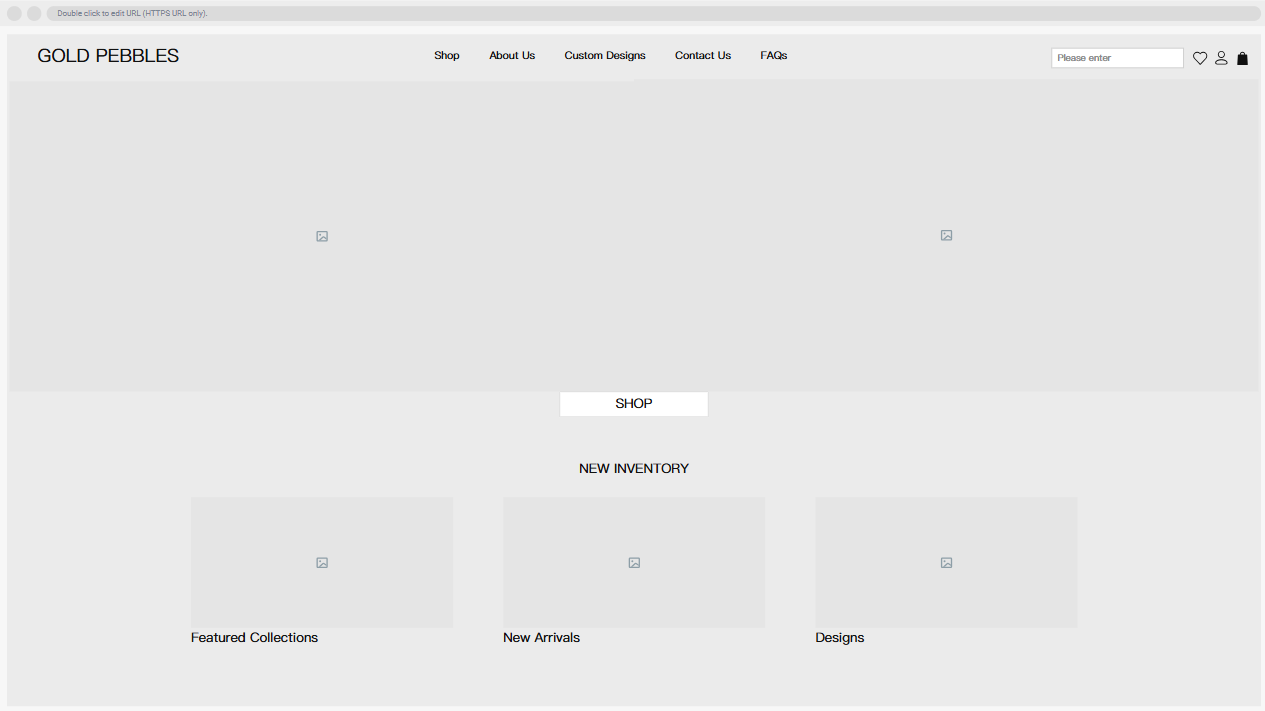 Double click to edit URL (HTTPS URL only).
GOLD PEBBLES
Shop
About Us
Custom Designs
Contact Us
FAQs
Please enter
SHOP
NEW INVENTORY
Featured Collections
New Arrivals
Designs